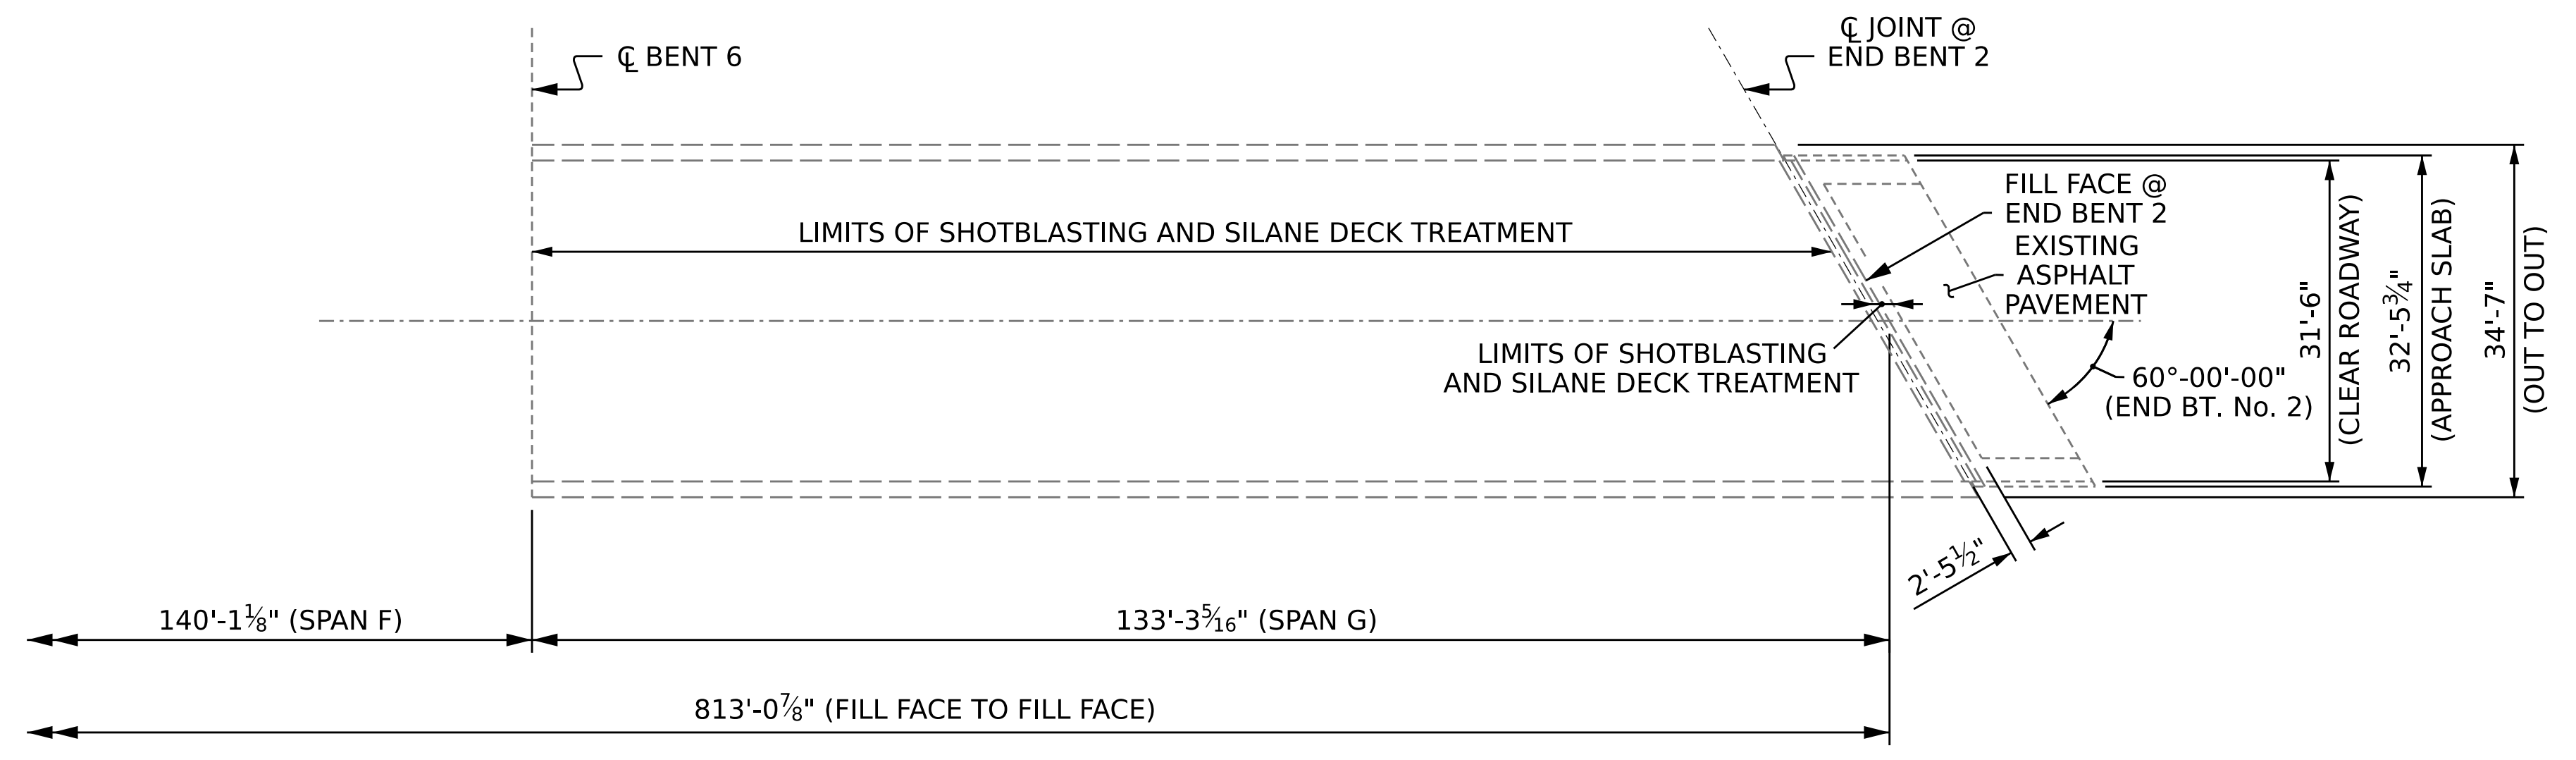 ℄ BENT 6
℄ JOINT @
END BENT 2
LIMITS OF SHOTBLASTING AND SILANE DECK TREATMENT
FILL FACE @
END BENT 2
EXISTING
ASPHALT
PAVEMENT
LIMITS OF SHOTBLASTING
AND SILANE DECK TREATMENT
60°-00'-00"
(END BT. No. 2)
31'-6"
(CLEAR ROADWAY)
32'-5¾"
(APPROACH SLAB)
34'-7"
(OUT TO OUT)
2'-5½"
140'-1⅛" (SPAN F)
133'-3 5/16" (SPAN G)
813'-0⅞" (FILL FACE TO FILL FACE)